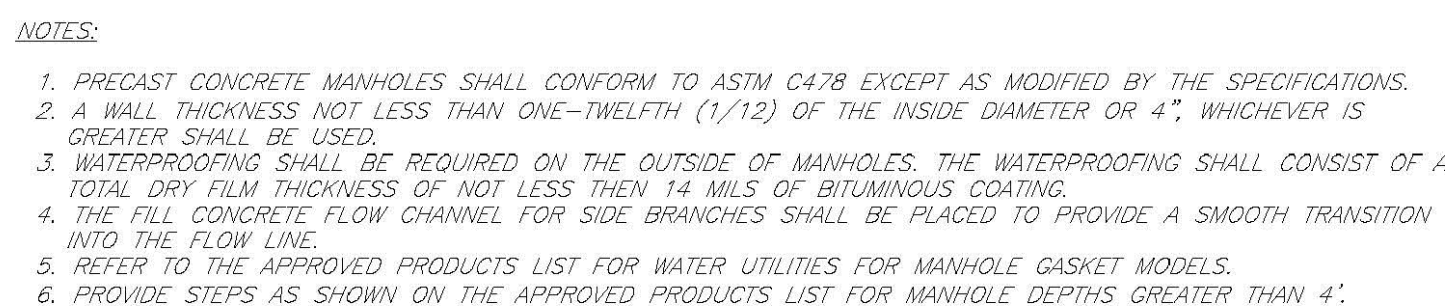 NOTES:
1. PRECAST CONCRETE MANHOLES SHALL CONFORM TO ASTM C478 EXCEPT AS MODIFIED BY THE SPECIFICATIONS.
2. A WALL THICKNESS NOT LESS THAN ONE-TWELFTH (1/12) OF THE INSIDE DIAMETER OR 4", WHICHEVER IS
GREATER SHALL BE USED.
3. WATERPROOFING SHALL BE REQUIRED ON THE OUTSIDE OF MANHOLES. THE WATERPROOFING SHALL CONSIST OF A
TOTAL DRY FILM THICKNESS OF NOT LESS THEN 14 MILS OF BITUMINOUS COATING.
4. THE FILL CONCRETE FLOW CHANNEL FOR SIDE BRANCHES SHALL BE PLACED TO PROVIDE A SMOOTH TRANSITION
INTO THE FLOW LINE.
5. REFER TO THE APPROVED PRODUCTS LIST FOR WATER UTILITIES FOR MANHOLE GASKET MODELS.
6. PROVIDE STEPS AS SHOWN ON THE APPROVED PRODUCTS LIST FOR MANHOLE DEPTHS GREATER THAN 4'.